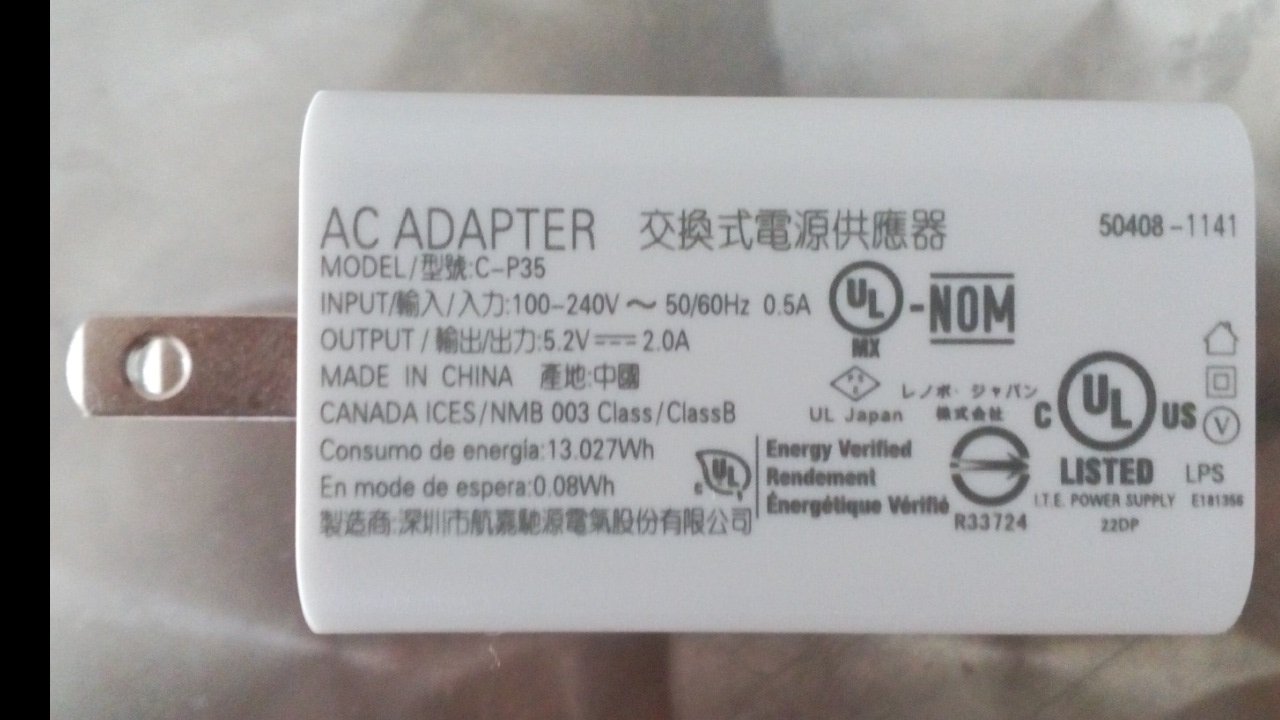 AC ADAPTER 交換式電源供應器 50408-1141
MODEL/型號:C-P35
INPUT/輸入/入力:100-240V ～ 50/60Hz 0.5A
OUTPUT / 輸出/出力:5.2V⎓2.0A
MADE IN CHINA 產地:中國
CANADA ICES/NMB 003 Class/ClassB
Consumo de energía:13.027Wh
En mode de espera:0.08Wh
製造商:深圳市航嘉馳源電氣股份有限公司
UL -NOM
MX
UL Japan
レノボ・ジャパン
株式会社
c UL
Energy Verified
Rendement
Énergétique Vérifié
R33724
C UL US
LISTED
I.T.E. POWER SUPPLY E181356
22DP
V
LPS